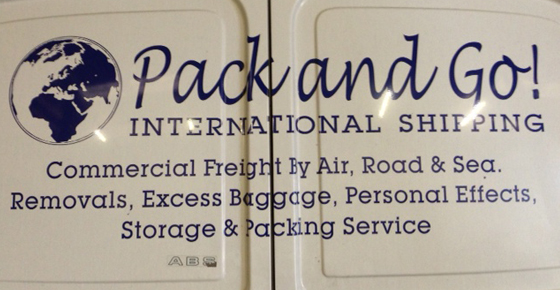 Pack and Go!
INTERNATIONAL SHIPPING
Commercial Freight By Air, Road & Sea.
Removals, Excess Baggage, Personal Effects,
Storage & Packing Service
ABS